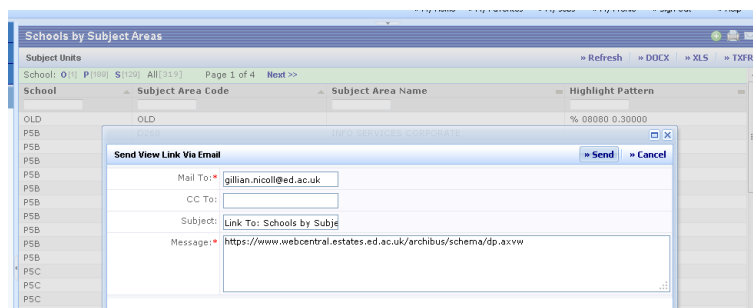 Schools by Subject Areas
Subject Units » Refresh » DOCX » XLS » TXFR
School: O[1] P[189] S[129] All[319] Page 1 of 4 Next >>
School Subject Area Code Subject Area Name Highlight Pattern
OLD OLD % 08080 0.30000
P5B D260 INFO SERVICES CORPORATE
P5B
Send View Link Via Email » Send » Cancel
P5B
P5B
Mail To:* gillian.nicoll@ed.ac.uk
P5B
CC To:
P5B
Subject: Link To: Schools by Subje
P5B
Message:* https://www.webcentral.estates.ed.ac.uk/archibus/schema/dp.axvw
P5B
P5B
P5B
P5C
P5C
P5C